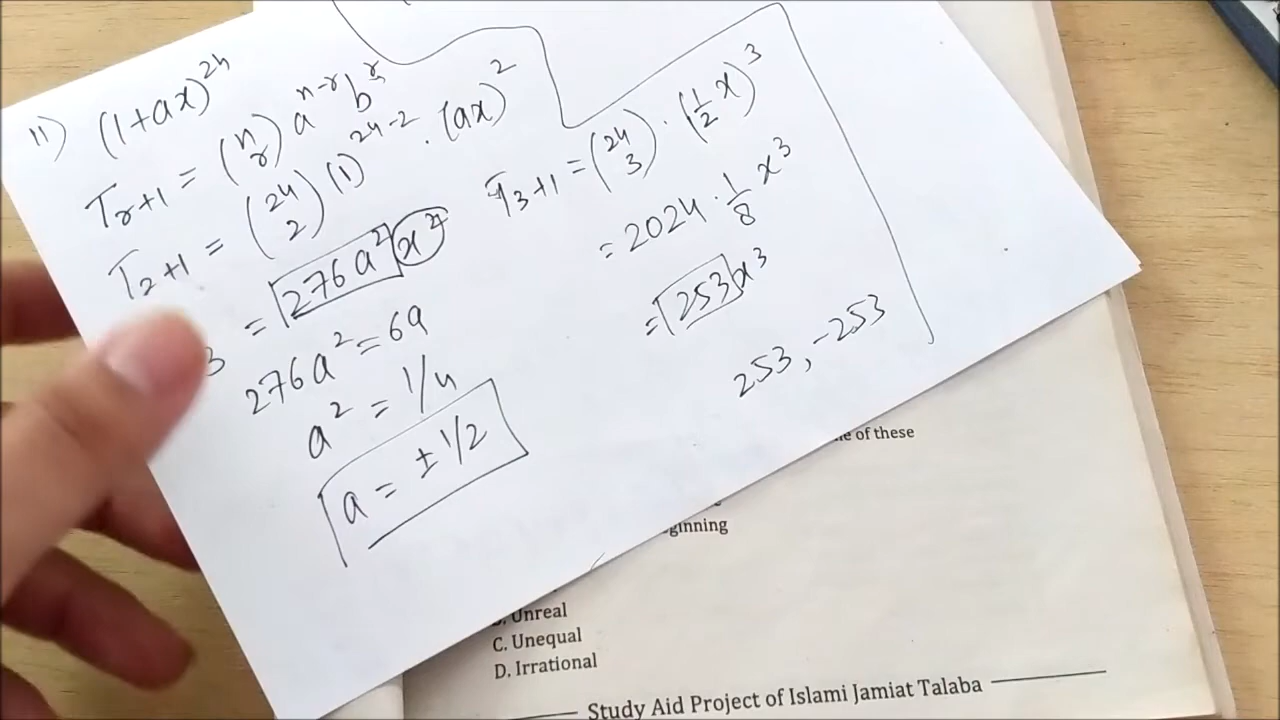 11) (1+ax)^24
T_r+1 = (n r) a^n-r b^r
T_2+1 = (24 2) (1)^24-2 . (ax)^2
= 276a^2 x^2
276a^2 = 69
a^2 = 1/4
a = ± 1/2
T_3+1 = (24 3) . (1/2 x)^3
= 2024 . 1/8 x^3
= 253 x^3
253, -253
of these
ginning
Unreal
C. Unequal
D. Irrational
Study Aid Project of Islami Jamiat Talaba